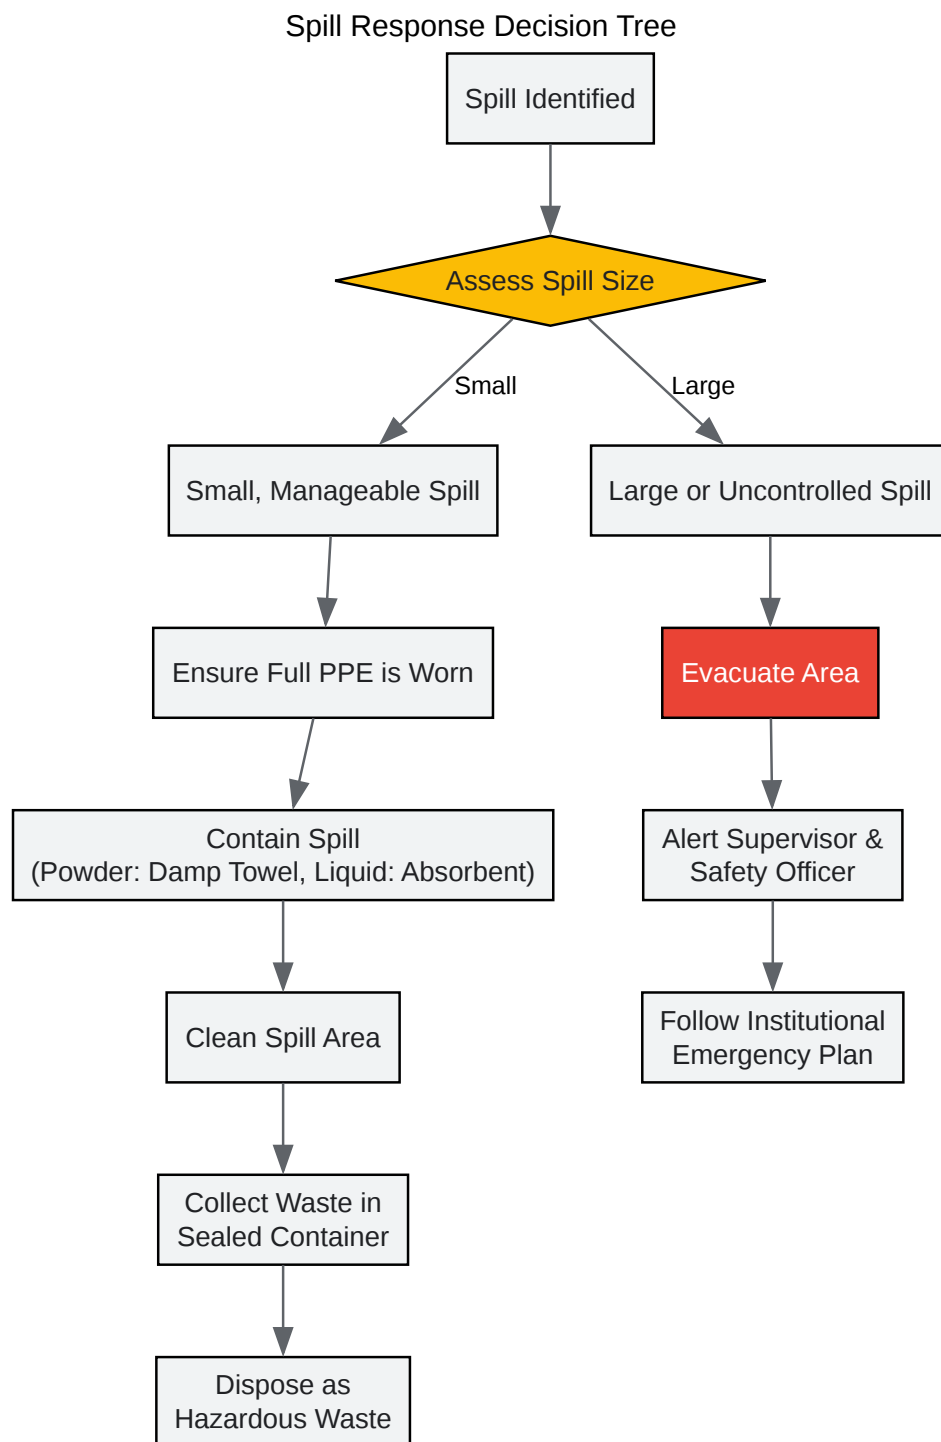 Spill Response Decision Tree
Spill Identified
Assess Spill Size
Small
Large
Small, Manageable Spill
Large or Uncontrolled Spill
Ensure Full PPE is Worn
Evacuate Area
Contain Spill
(Powder: Damp Towel, Liquid: Absorbent)
Alert Supervisor &
Safety Officer
Clean Spill Area
Follow Institutional
Emergency Plan
Collect Waste in
Sealed Container
Dispose as
Hazardous Waste